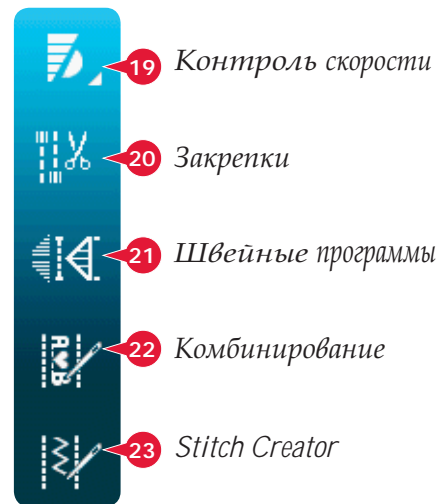 19 Контроль скорости
20 Закрепки
21 Швейные программы
22 Комбинирование
A♥B
23 Stitch Creator